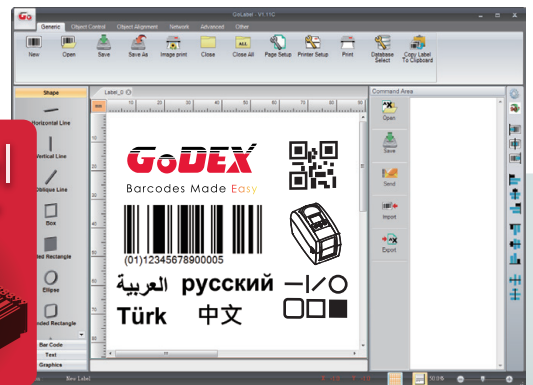 GoLabel - V1.11C
Go
Generic Object Control Object Alignment Network Advanced Other
New Open Save Save As Image print Close Close All Page Setup Printer Setup Print Database Select Copy Label To Clipboard
Shape
Label_0
Command Area
Horizontal Line
Vertical Line
Oblique Line
Box
Ellipse
Bar Code
Text
Graphics
GoDEX
Barcodes Made Easy
(01)12345678900005
العربية русский
Türk 中文
Open
Save
Send
Import
Export
New Label